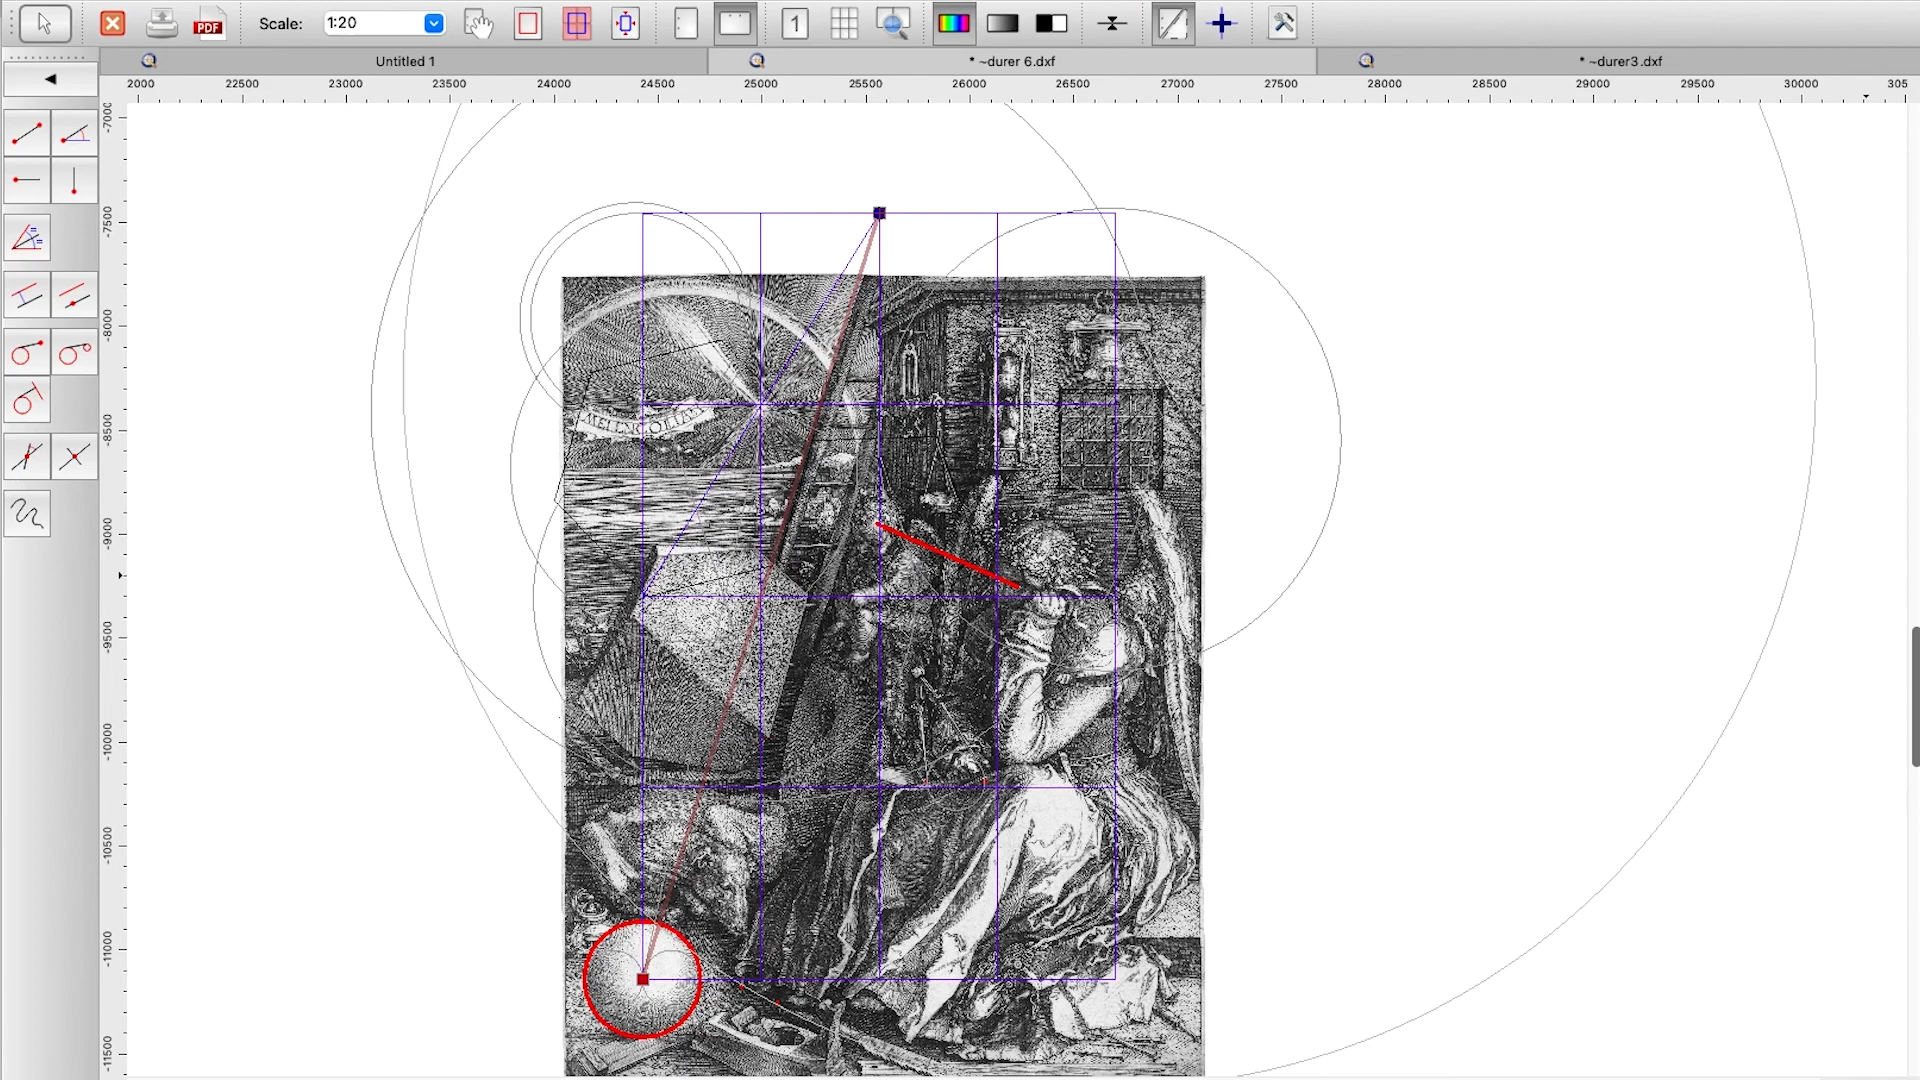 PDF
Scale:
1:20
1
Untitled 1
* ~durer 6.dxf
* ~durer3.dxf
2000 22500 23000 23500 24000 24500 25000 25500 26000 26500 27000 27500 28000 28500 29000 29500 30000 305
-7000
-7500
-8000
-8500
-9000
-9500
-10000
-10500
-11000
-11500